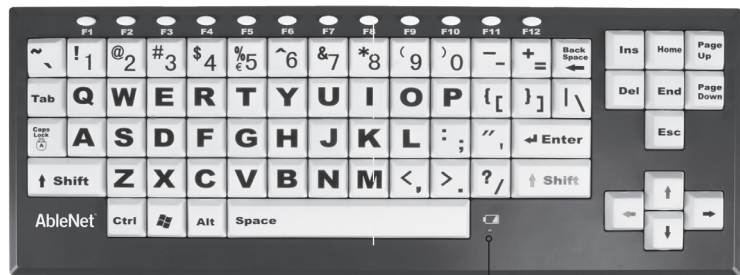 F1 F2 F3 F4 F5 F6 F7 F8 F9 F10 F11 F12
~ ` ! 1 @ 2 # 3 $ 4 % € 5 ^ 6 & 7 * 8 ( 9 ) 0 _ - + = Back Space Ins Home Page Up
Tab Q W E R T Y U I O P { [ } ] | \ Del End Page Down
Caps Lock A A S D F G H J K L : ; " ' Enter Esc
Shift Z X C V B N M < , > . ? / Shift
AbleNet Ctrl Alt Space